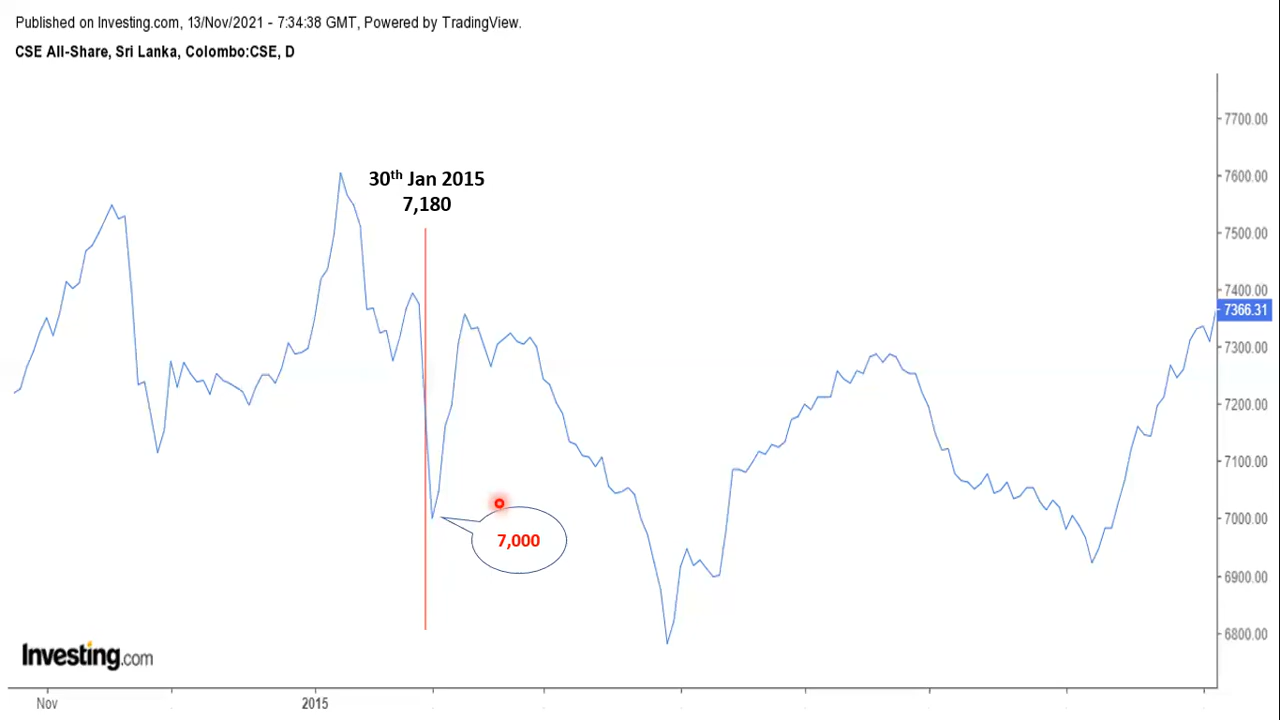 Published on Investing.com, 13/Nov/2021 - 7:34:38 GMT, Powered by TradingView.
CSE All-Share, Sri Lanka, Colombo:CSE, D
30th Jan 2015
7,180
7,000
7700.00
7600.00
7500.00
7400.00
7366.31
7300.00
7200.00
7100.00
7000.00
6900.00
6800.00
Investing.com
Nov
2015